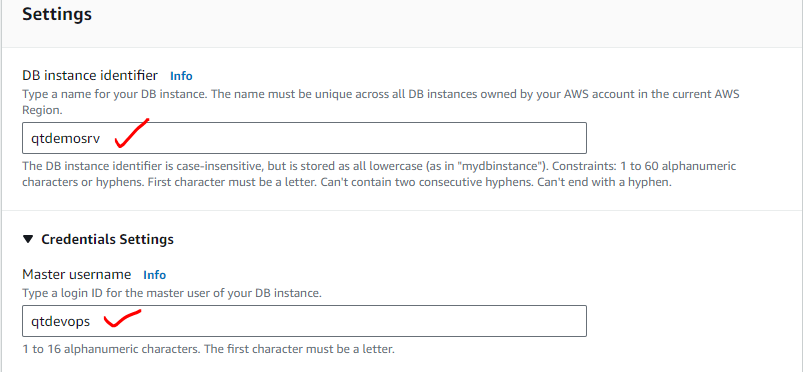 Settings
DB instance identifier Info
Type a name for your DB instance. The name must be unique across all DB instances owned by your AWS account in the current AWS
Region.
qtdemosrv
The DB instance identifier is case-insensitive, but is stored as all lowercase (as in "mydbinstance"). Constraints: 1 to 60 alphanumeric
characters or hyphens. First character must be a letter. Can't contain two consecutive hyphens. Can't end with a hyphen.
Credentials Settings
Master username Info
Type a login ID for the master user of your DB instance.
qtdevops
1 to 16 alphanumeric characters. The first character must be a letter.